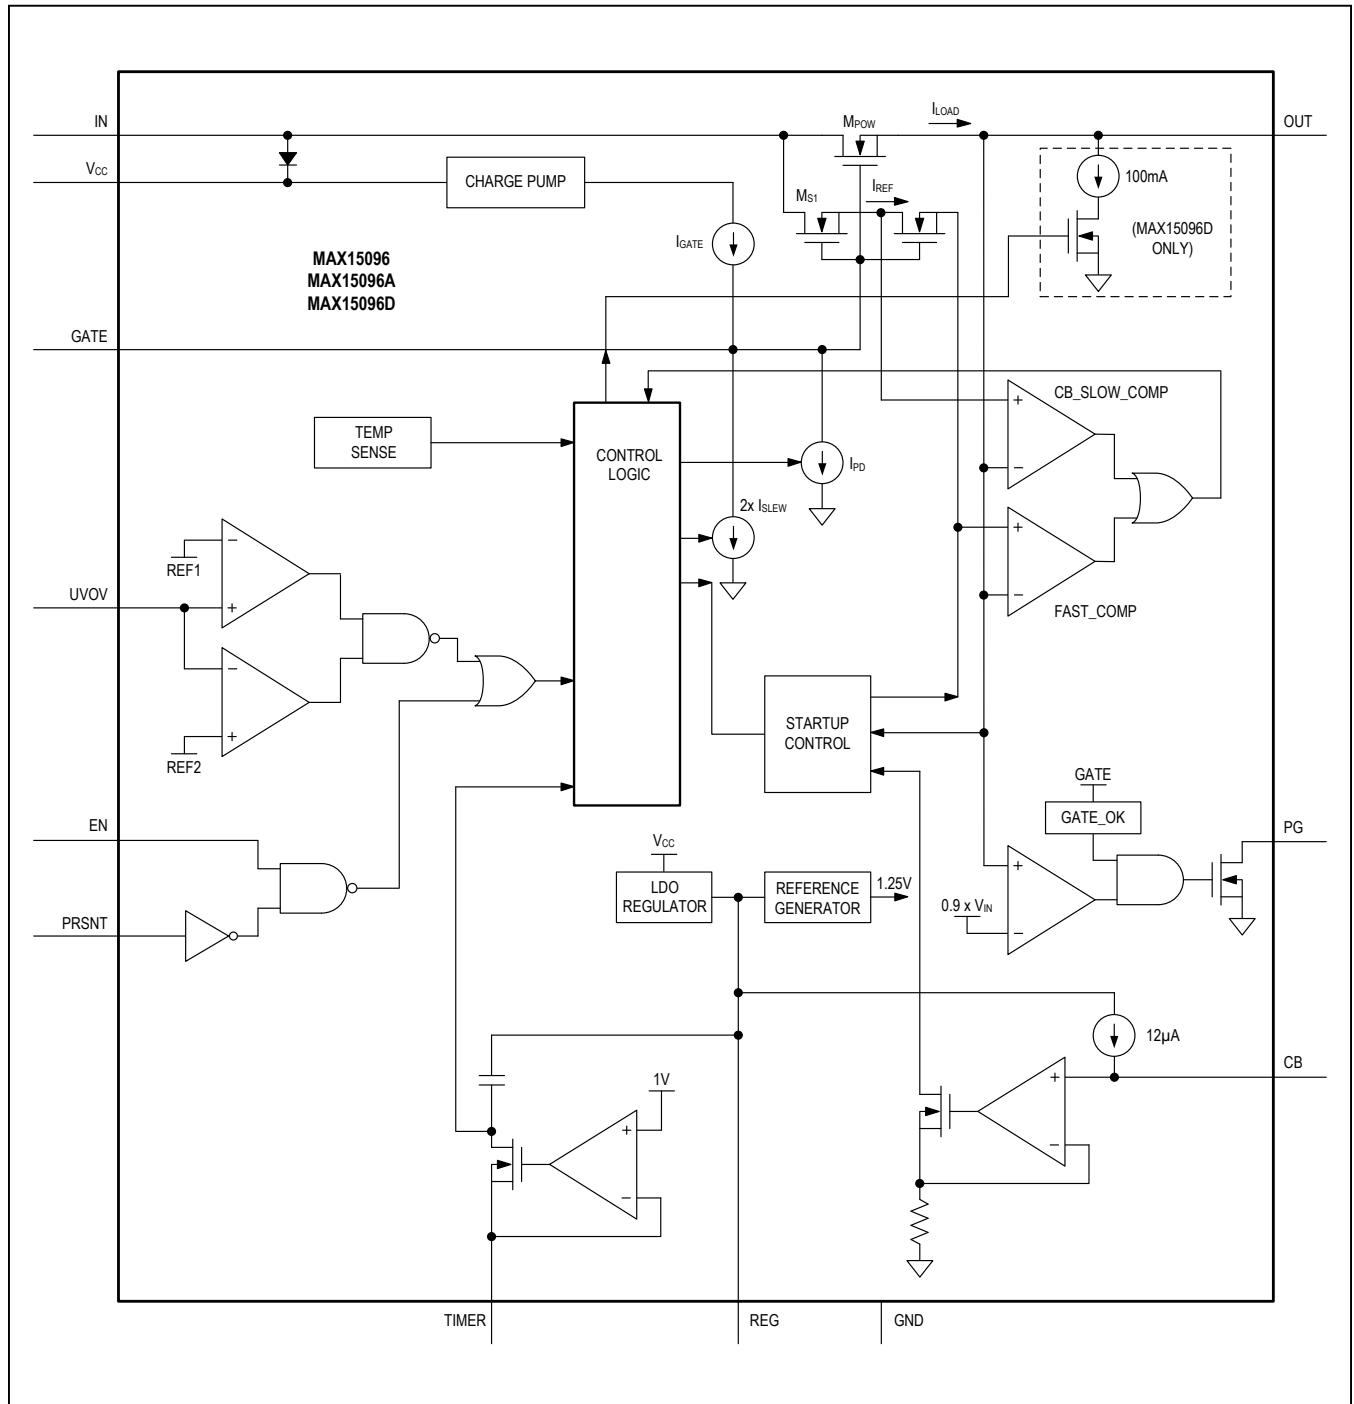 IN
VCC
CHARGE PUMP
MPOW
ILOAD
OUT
100mA
(MAX15096D
ONLY)
MS1
IREF
IGATE
MAX15096
MAX15096A
MAX15096D
GATE
TEMP
SENSE
CONTROL
LOGIC
IPD
2x ISLEW
+
CB_SLOW_COMP
−
+
−
FAST_COMP
−
REF1
UVOV
+
−
+
REF2
STARTUP
CONTROL
GATE
GATE_OK
PG
EN
VCC
LDO
REGULATOR
REFERENCE
GENERATOR
1.25V
+
0.9 x VIN
−
PRSNT
12µA
CB
1V
+
−
+
−
TIMER
REG
GND